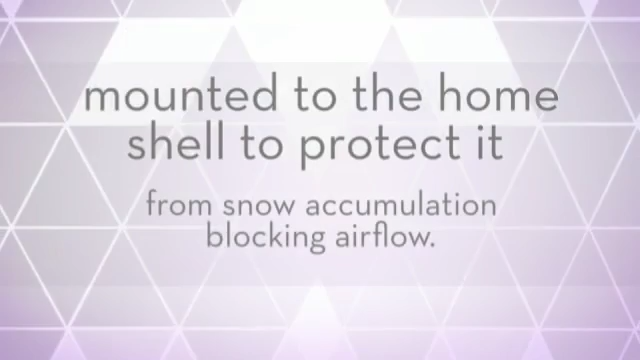 mounted to the home
shell to protect it
from snow accumulation
blocking airflow.